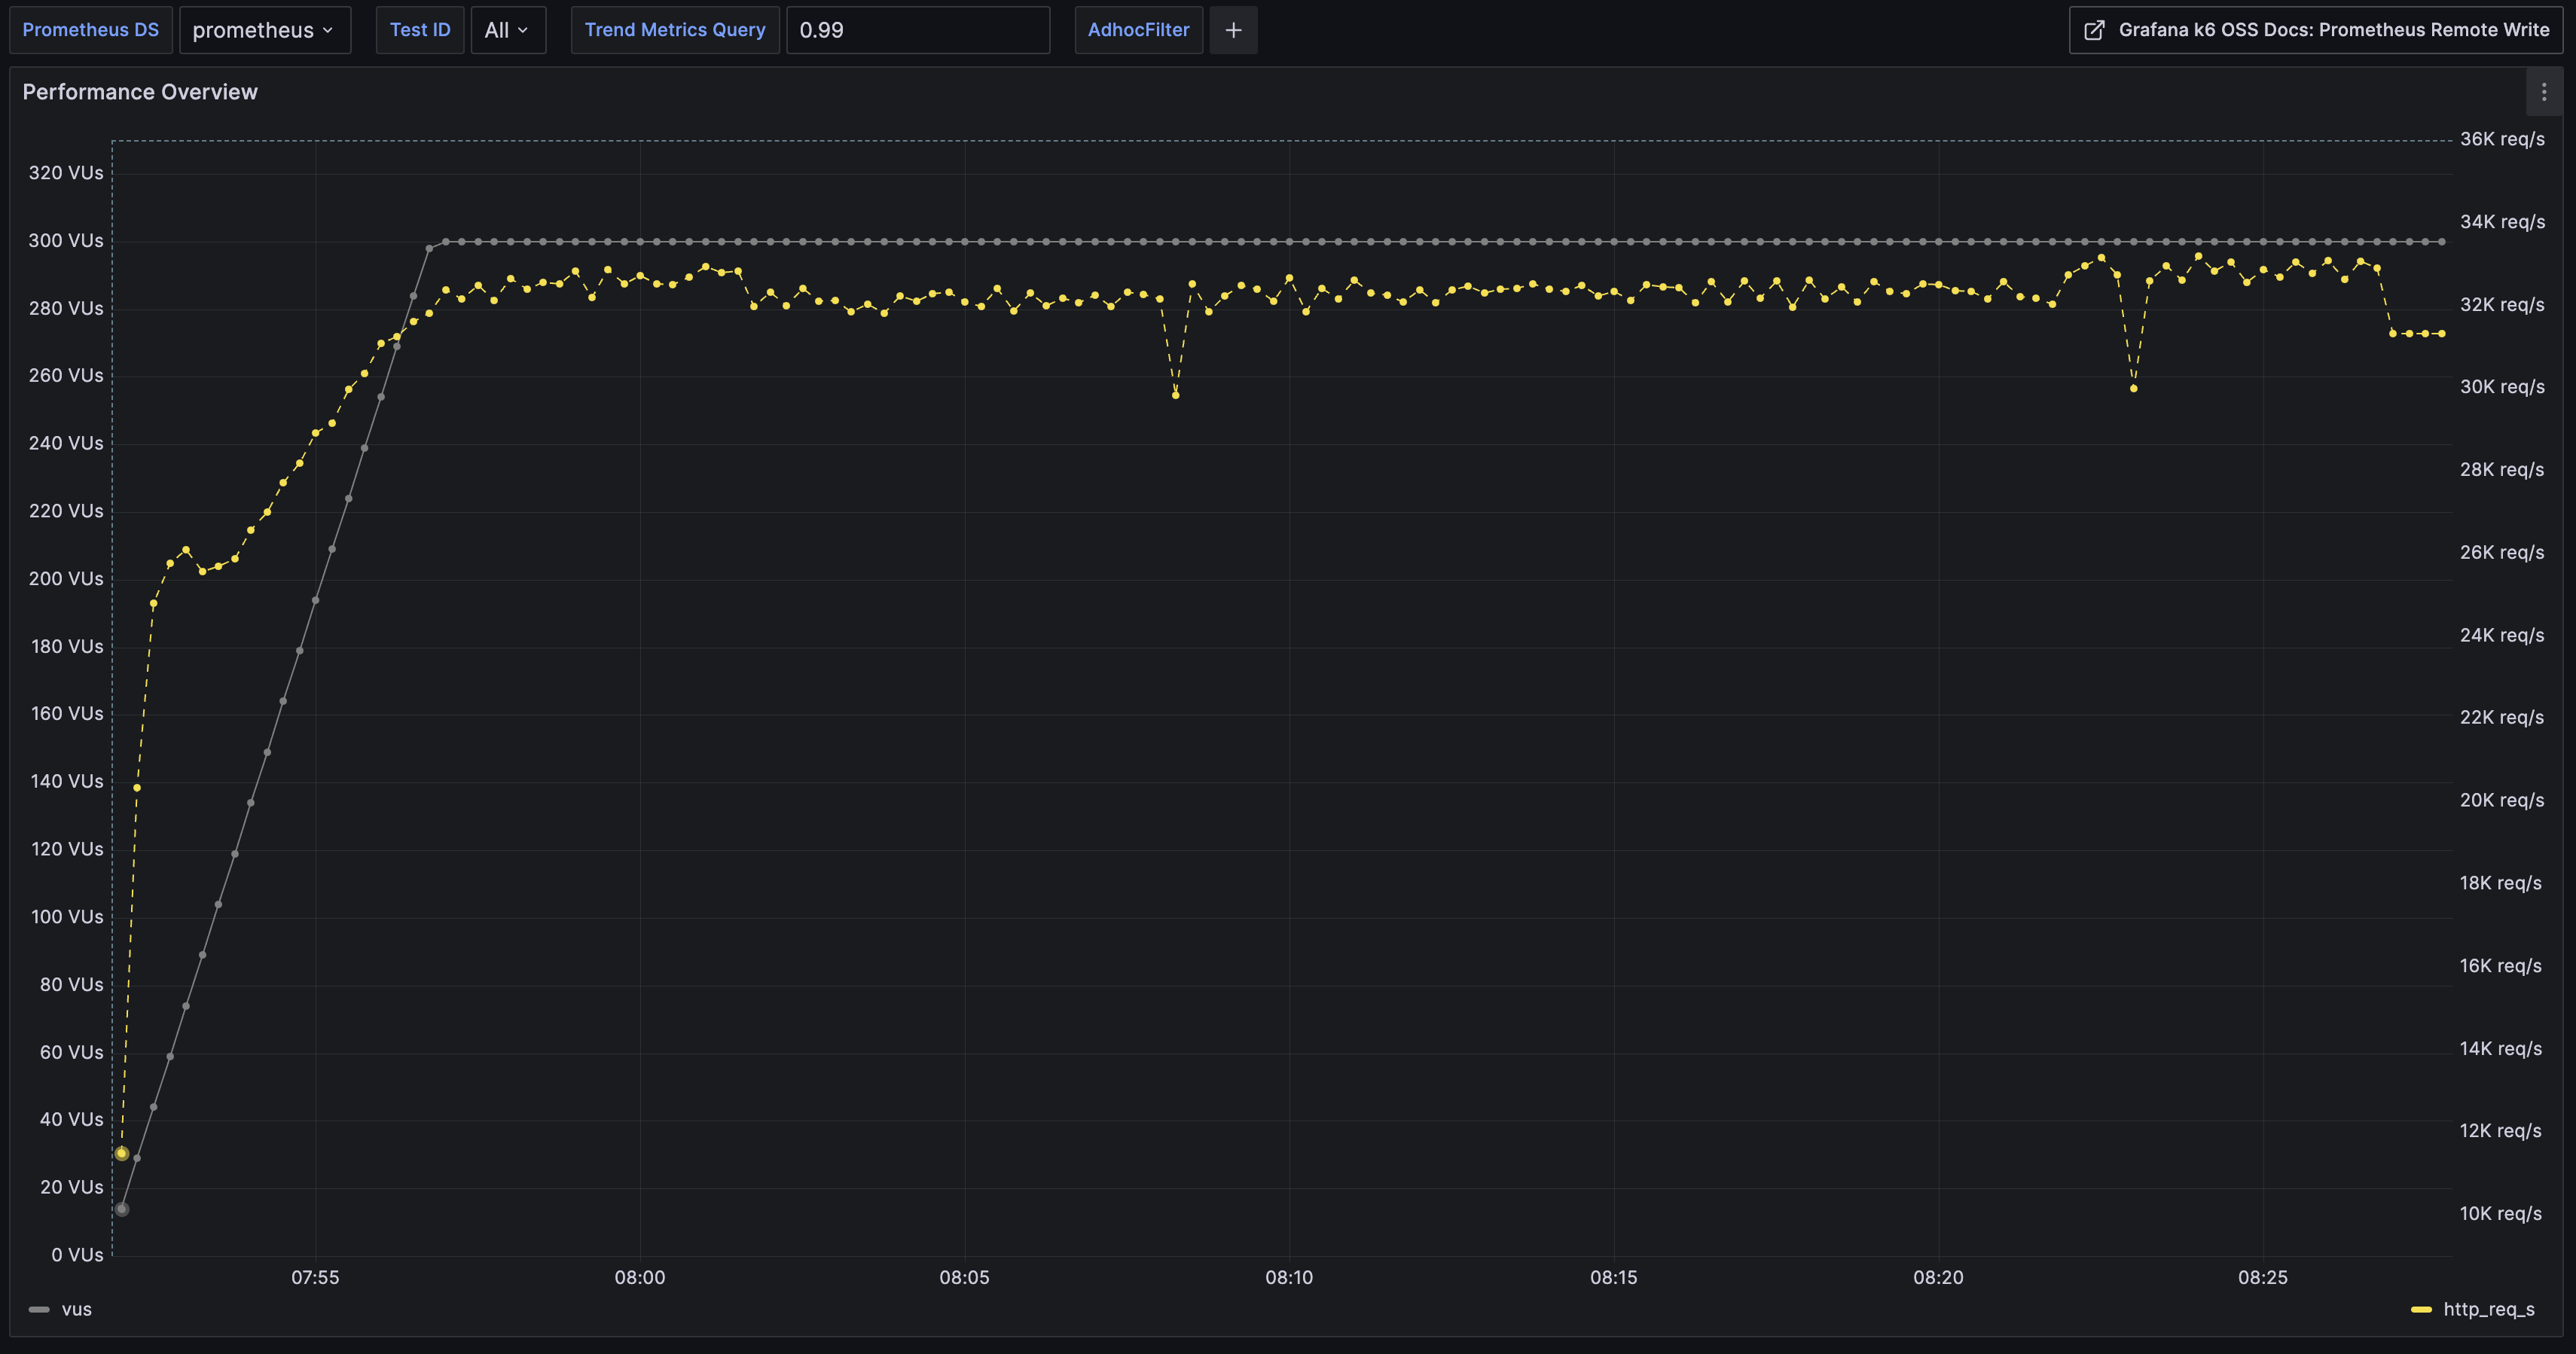 Prometheus DS prometheus Test ID All Trend Metrics Query 0.99 AdhocFilter + Grafana k6 OSS Docs: Prometheus Remote Write
Performance Overview
36K req/s
320 VUs
34K req/s
300 VUs
280 VUs 32K req/s
260 VUs 30K req/s
240 VUs
28K req/s
220 VUs
26K req/s
200 VUs
180 VUs 24K req/s
160 VUs 22K req/s
140 VUs
20K req/s
120 VUs
18K req/s
100 VUs
16K req/s
80 VUs
60 VUs 14K req/s
40 VUs 12K req/s
20 VUs
10K req/s
0 VUs
07:55 08:00 08:05 08:10 08:15 08:20 08:25
vus http_req_s